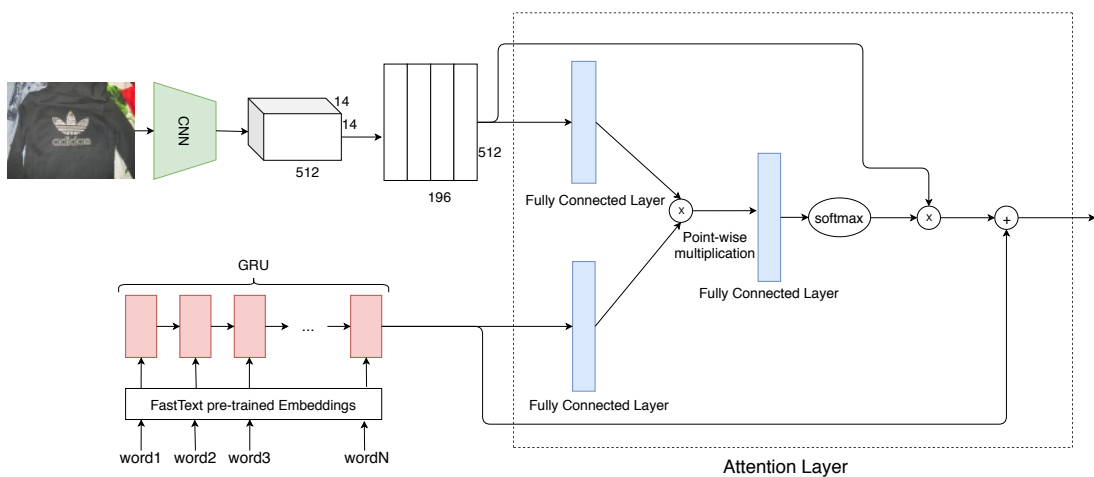 adidas
CNN
14
14
512
512
196
Fully Connected Layer
x
Point-wise
multiplication
Fully Connected Layer
softmax
x
+
GRU
...
FastText pre-trained Embeddings
word1 word2 word3 wordN
Fully Connected Layer
Attention Layer